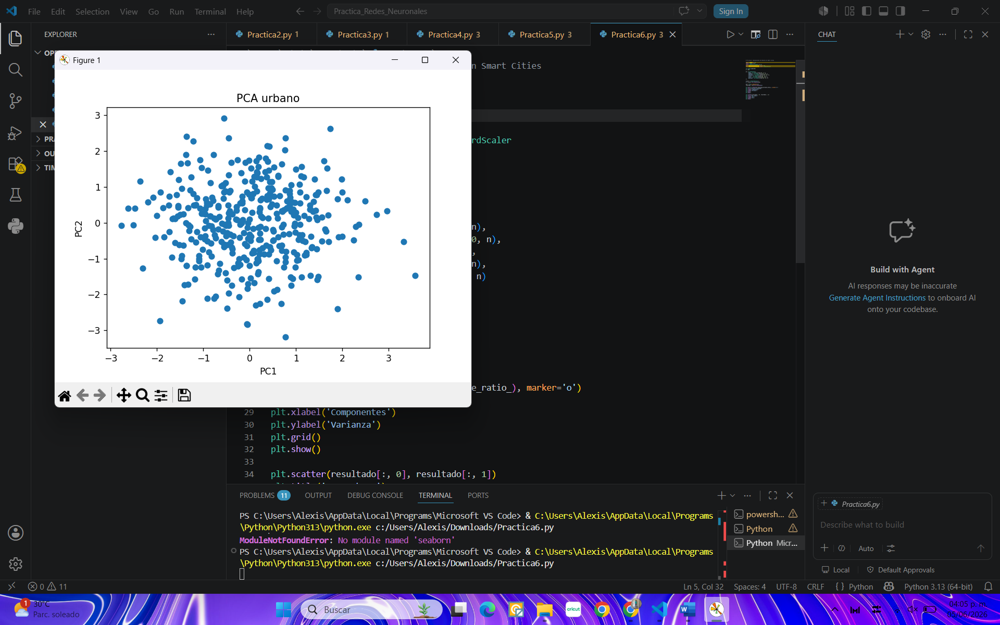 File Edit Selection View Go Run Terminal Help
Practica_Redes_Neuronales
Sign In
EXPLORER
Practica2.py 1
Practica3.py 1
Practica4.py 3
Practica5.py 3
Practica6.py 3
CHAT
Figure 1
n Smart Cities
rdScaler
n),
0, n),
,
n),
n)
e_ratio_), marker='o')
PCA urbano
3
2
1
0
−1
−2
−3
PC2
−3 −2 −1 0 1 2 3
PC1
29 plt.xlabel('Componentes')
30 plt.ylabel('Varianza')
31 plt.grid()
32 plt.show()
33
34 plt.scatter(resultado[:, 0], resultado[:, 1])
PROBLEMS 11 OUTPUT DEBUG CONSOLE TERMINAL PORTS
PS C:\Users\Alexis\AppData\Local\Programs\Microsoft VS Code> & C:\Users\Alexis\AppData\Local\Programs
\Python\Python313\python.exe c:/Users/Alexis/Downloads/Practica6.py
ModuleNotFoundError: No module named 'seaborn'
PS C:\Users\Alexis\AppData\Local\Programs\Microsoft VS Code> & C:\Users\Alexis\AppData\Local\Programs
\Python\Python313\python.exe c:/Users/Alexis/Downloads/Practica6.py
powersh...
Python
Python Micr...
Build with Agent
AI responses may be inaccurate
Generate Agent Instructions to onboard AI
onto your codebase.
Practica6.py
Describe what to build
Auto
Local
Default Approvals
0 11
Ln 5, Col 32 Spaces: 4 UTF-8 CRLF {} Python Python 3.13 (64-bit)
1
30°C
Parc. soleado
Buscar
cricut
04:05 p. m.
05/06/2026